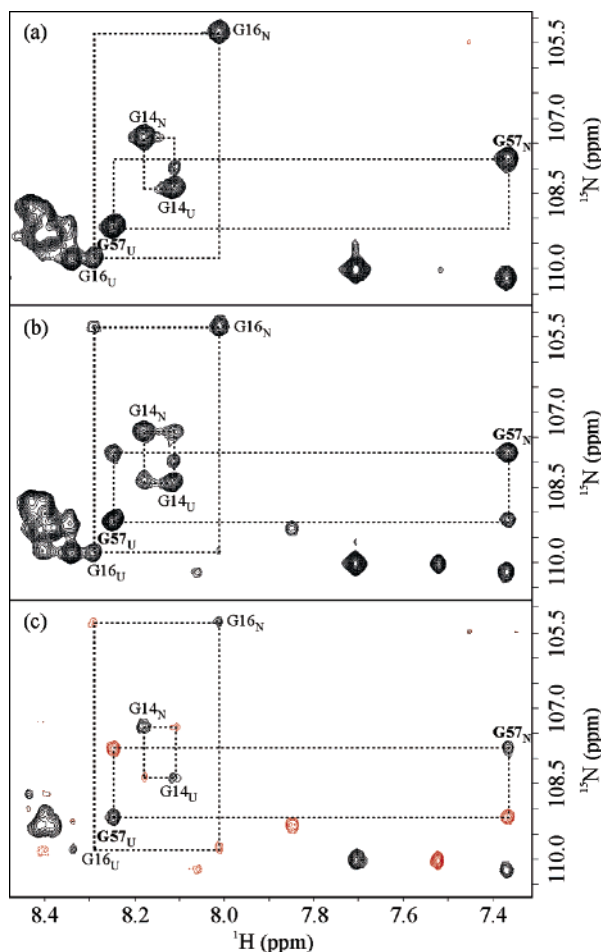 (a)
G16N
G14N
G57N
G14U
G57U
G16U
105.5
107.0
108.5
110.0
15N (ppm)
(b)
G16N
G14N
G57N
G14U
G57U
G16U
105.5
107.0
108.5
110.0
15N (ppm)
(c)
G16N
G14N
G57N
G14U
G57U
G16U
105.5
107.0
108.5
110.0
15N (ppm)
8.4 8.2 8.0 7.8 7.6 7.4
1H (ppm)